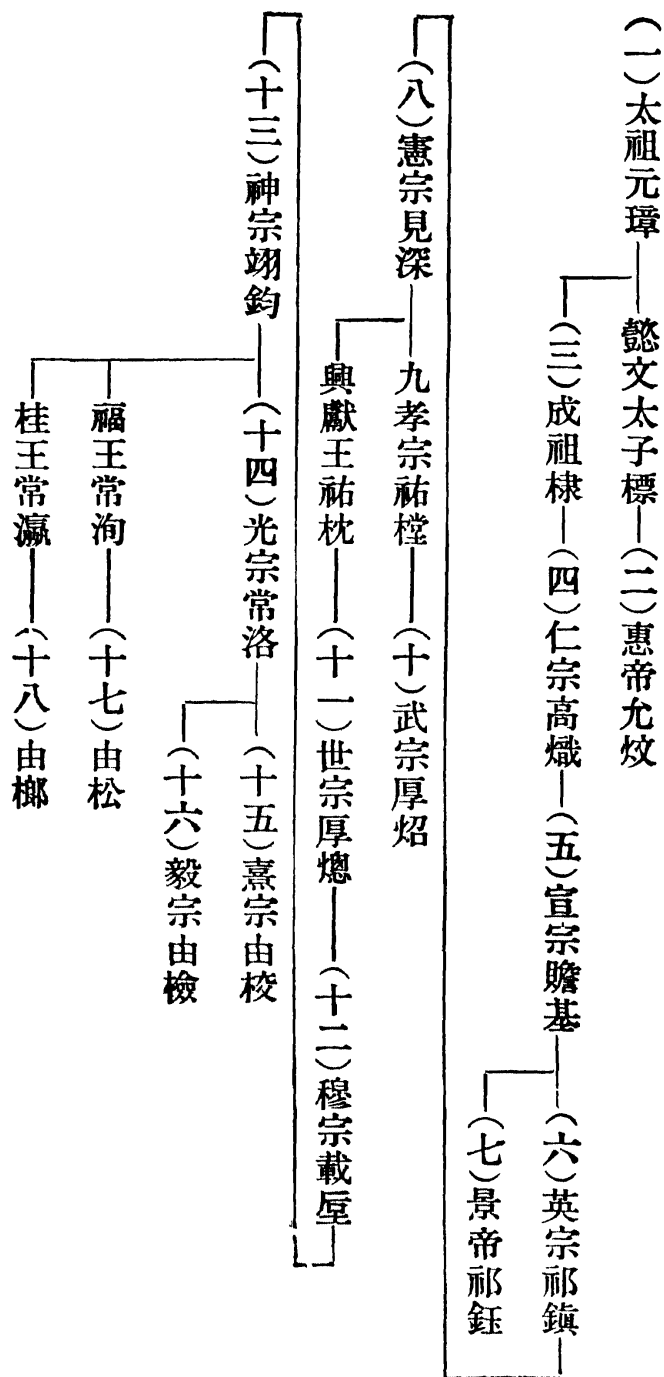 （一）太祖元璋
懿文太子標
（二）惠帝允炆
（三）成祖棣
（四）仁宗高熾
（五）宣宗瞻基
（六）英宗祁鎮
（七）景帝祁鈺
（八）憲宗見深
九孝宗祐樘
（十）武宗厚炤
興獻王祐杬
（十一）世宗厚熜
（十二）穆宗載垕
（十三）神宗翊鈞
（十四）光宗常洛
（十五）熹宗由校
（十六）毅宗由檢
福王常洵
（十七）由松
桂王常瀛
（十八）由榔